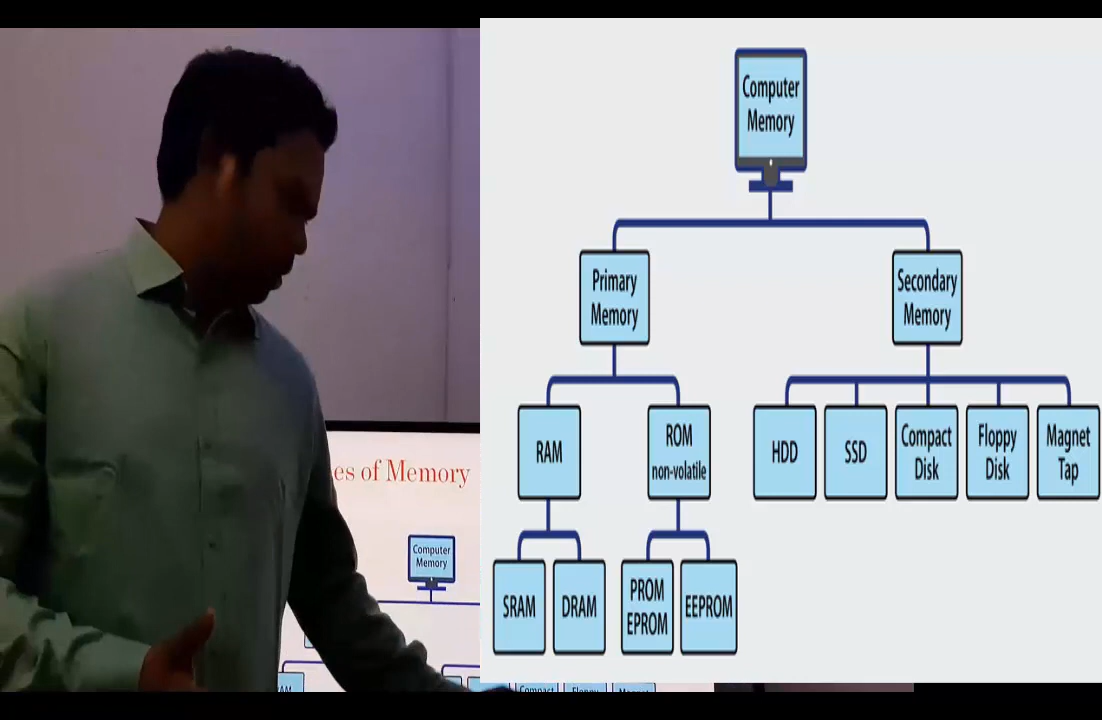 Computer
Memory
Primary
Memory
Secondary
Memory
RAM
ROM
non-volatile
HDD
SSD
Compact
Disk
Floppy
Disk
Magnet
Tap
SRAM
DRAM
PROM
EPROM
EEPROM
es of Memory
Computer
Memory
Compact